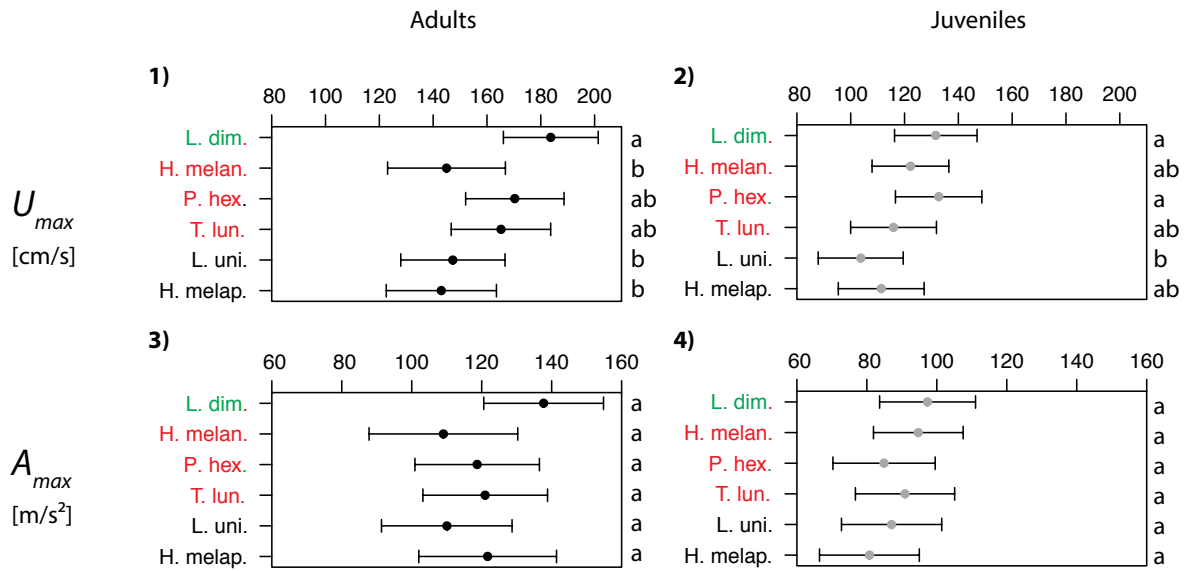 Adults Juveniles
1) 2)
80 100 120 140 160 180 200 80 100 120 140 160 180 200
L. dim. a L. dim. a
H. melan. b H. melan. ab
P. hex. ab P. hex. a
U max T. lun. ab T. lun. ab
[cm/s] L. uni. b L. uni. b
H. melap. b H. melap. ab
3) 4)
60 80 100 120 140 160 60 80 100 120 140 160
L. dim. a L. dim. a
H. melan. a H. melan. a
P. hex. a P. hex. a
A max T. lun. a T. lun. a
[m/s²] L. uni. a L. uni. a
H. melap. a H. melap. a